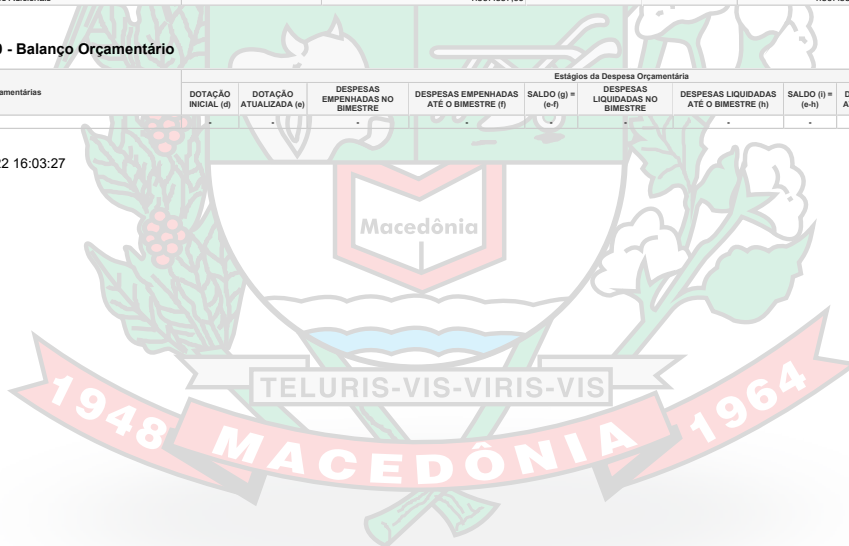 - Balanço Orçamentário
Estágios da Despesa Orçamentária
DOTAÇÃO INICIAL (d) DOTAÇÃO ATUALIZADA (e) DESPESAS EMPENHADAS NO BIMESTRE DESPESAS EMPENHADAS ATÉ O BIMESTRE (f) SALDO (g) = (e-f) DESPESAS LIQUIDADAS NO BIMESTRE DESPESAS LIQUIDADAS ATÉ O BIMESTRE (h) SALDO (i) = (e-h)
- - - - - - - -
16:03:27
Macedônia
TELURIS-VIS-VIRIS-VIS
1948 MACEDÔNIA 1964